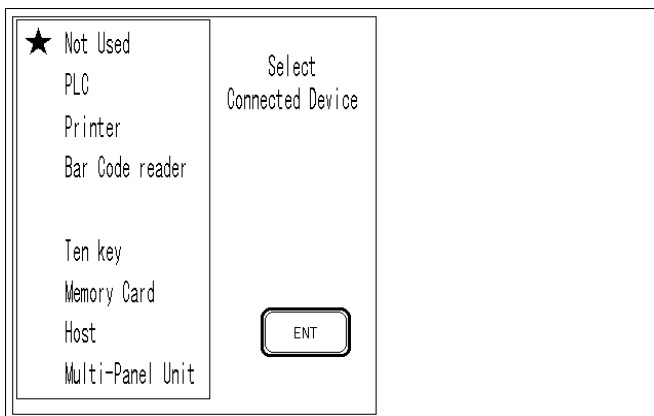 Not Used
PLC
Printer
Bar Code reader
Ten key
Memory Card
Host
Multi-Panel Unit
Select
Connected Device
ENT